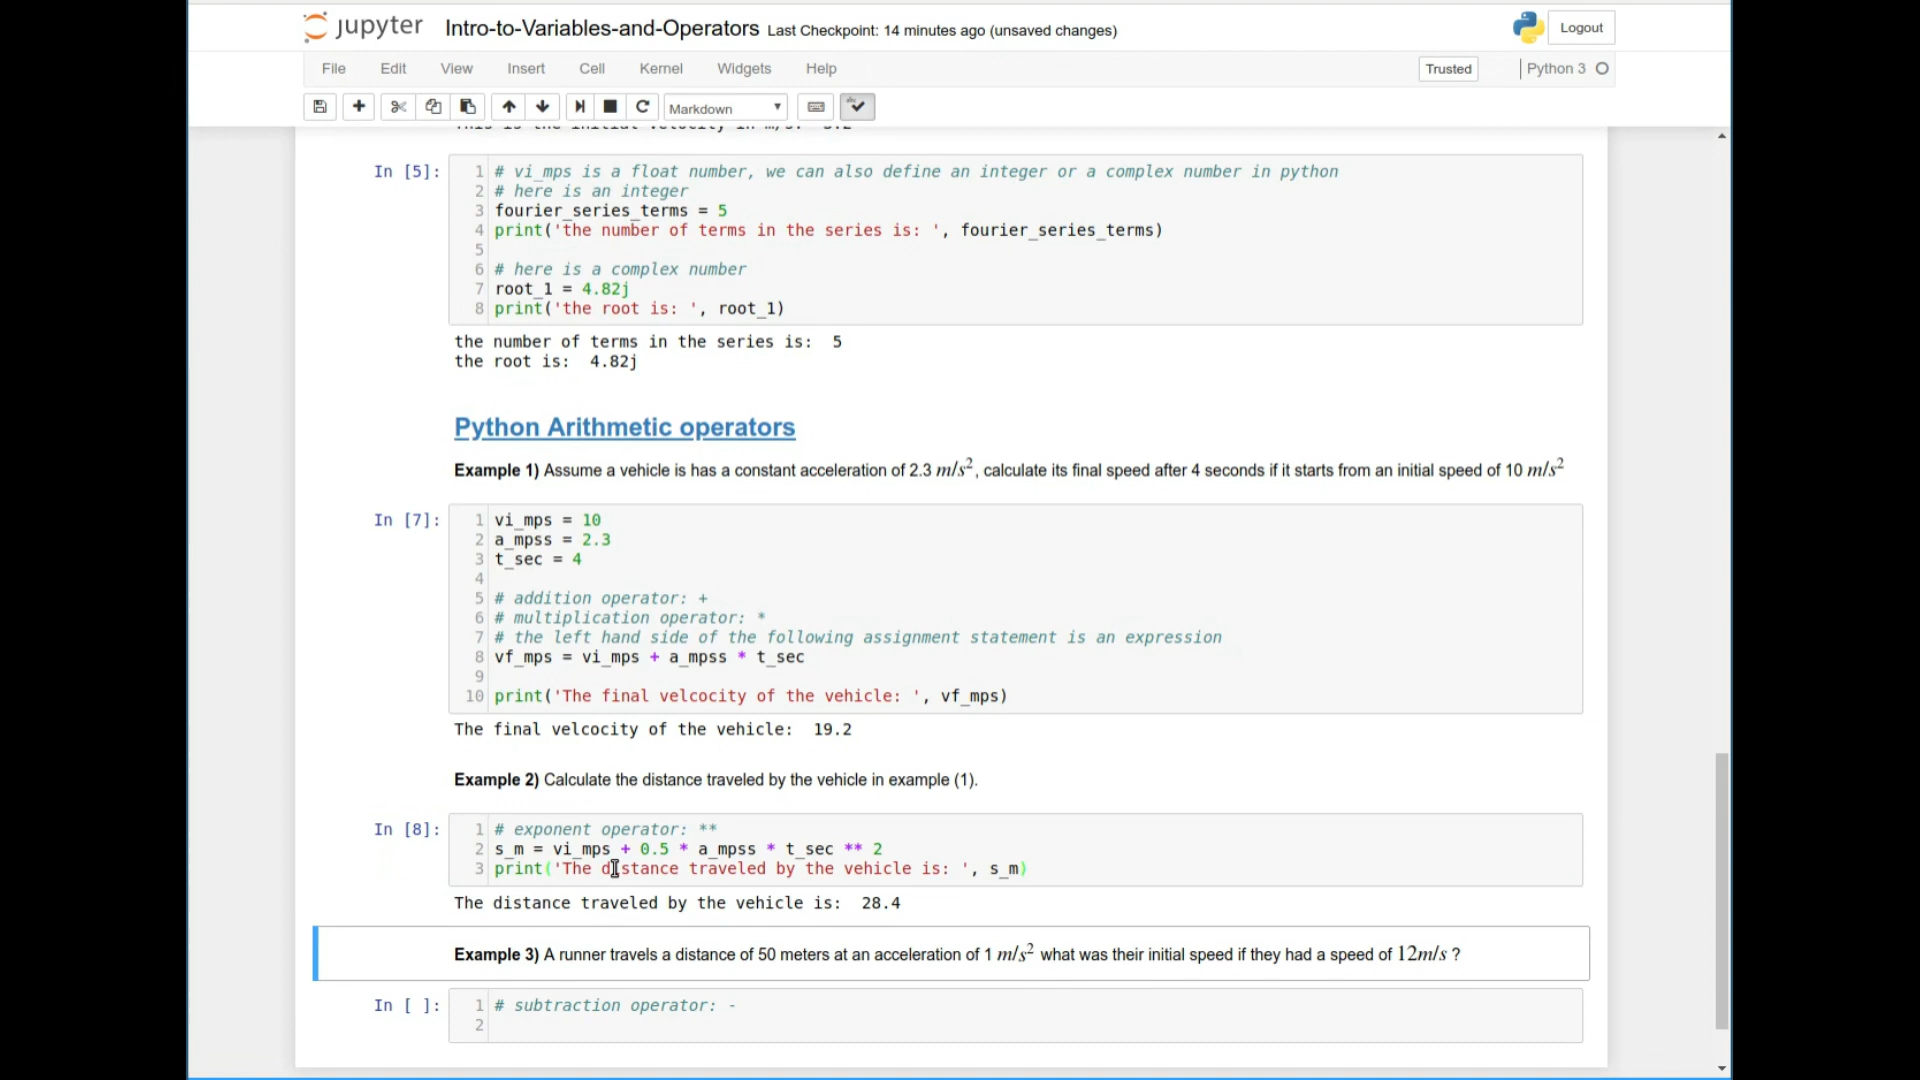 jupyter Intro-to-Variables-and-Operators Last Checkpoint: 14 minutes ago (unsaved changes) Logout
File Edit View Insert Cell Kernel Widgets Help Trusted Python 3
Markdown
This is the initial velocity in m/s: 5.2
In [5]: 1 # vi_mps is a float number, we can also define an integer or a complex number in python
2 # here is an integer
3 fourier_series_terms = 5
4 print('the number of terms in the series is: ', fourier_series_terms)
5
6 # here is a complex number
7 root_1 = 4.82j
8 print('the root is: ', root_1)
the number of terms in the series is:  5
the root is:  4.82j
Python Arithmetic operators
Example 1) Assume a vehicle is has a constant acceleration of 2.3 m/s², calculate its final speed after 4 seconds if it starts from an initial speed of 10 m/s²
In [7]: 1 vi_mps = 10
2 a_mpss = 2.3
3 t_sec = 4
4
5 # addition operator: +
6 # multiplication operator: *
7 # the left hand side of the following assignment statement is an expression
8 vf_mps = vi_mps + a_mpss * t_sec
9
10 print('The final velcocity of the vehicle: ', vf_mps)
The final velcocity of the vehicle:  19.2
Example 2) Calculate the distance traveled by the vehicle in example (1).
In [8]: 1 # exponent operator: **
2 s_m = vi_mps + 0.5 * a_mpss * t_sec ** 2
3 print('The distance traveled by the vehicle is: ', s_m)
The distance traveled by the vehicle is:  28.4
Example 3) A runner travels a distance of 50 meters at an acceleration of 1 m/s² what was their initial speed if they had a speed of 12m/s ?
In [ ]: 1 # subtraction operator: -
2